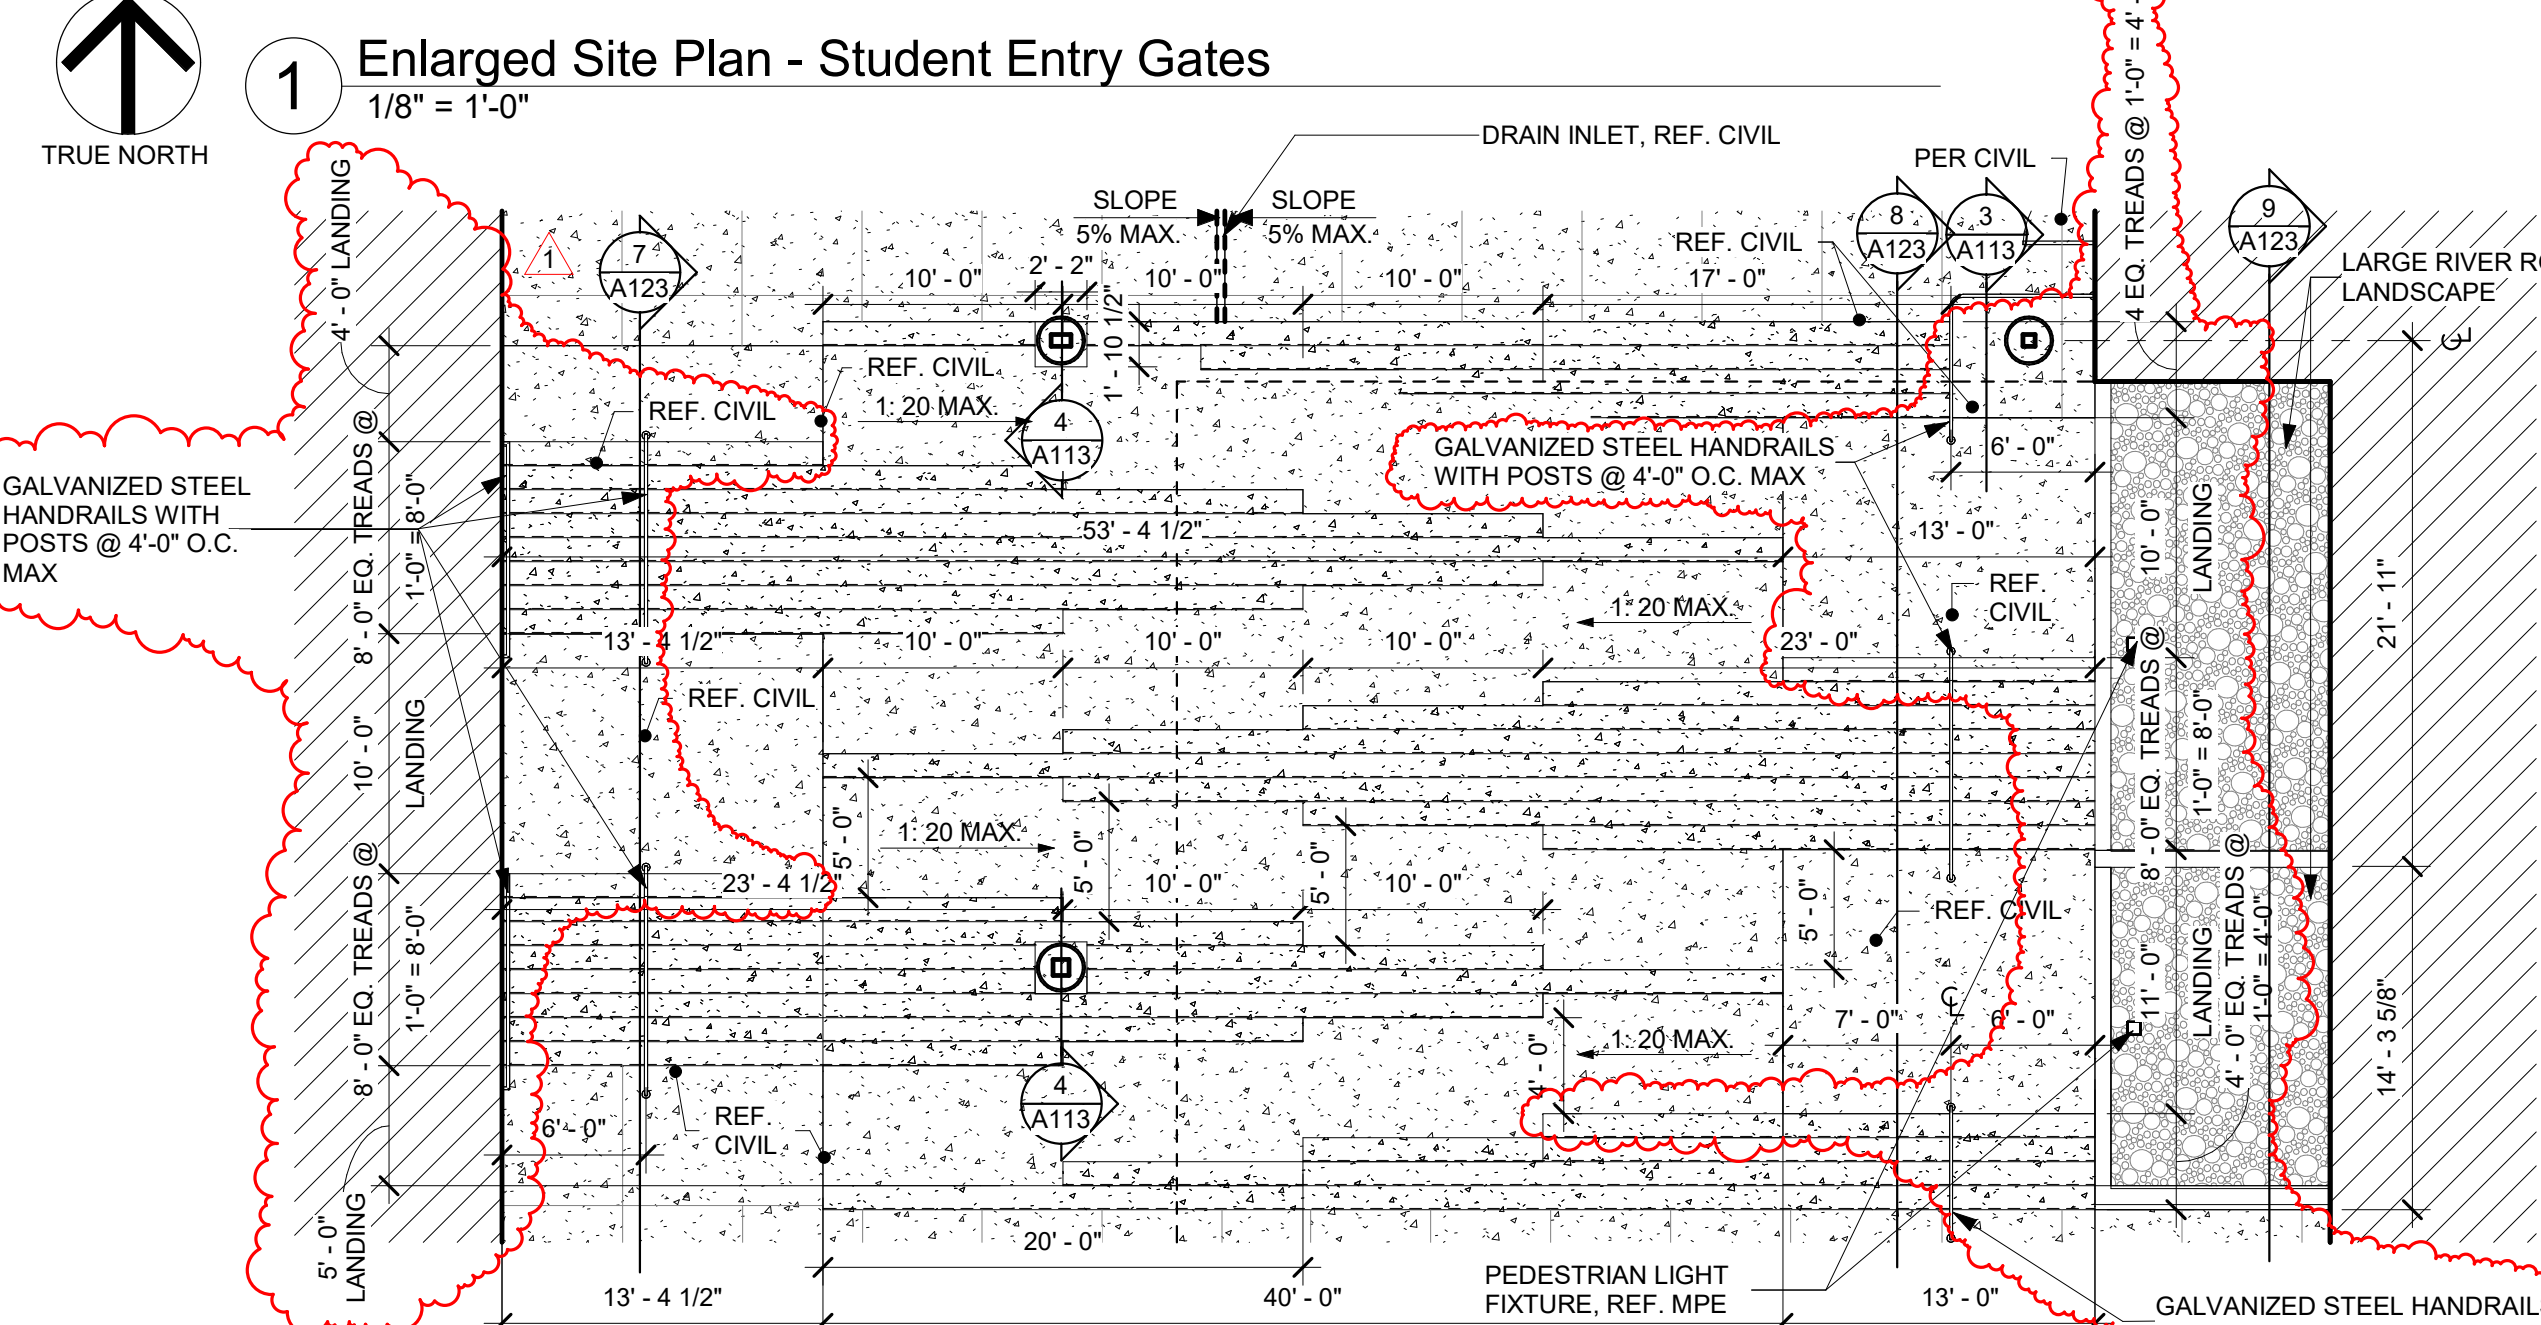 1
Enlarged Site Plan - Student Entry Gates
1/8" = 1'-0"
TRUE NORTH
DRAIN INLET, REF. CIVIL
PER CIVIL
SLOPE
5% MAX.
SLOPE
5% MAX.
REF. CIVIL
1
7
A123
8
A123
3
A113
9
A123
10' - 0"
2' - 2"
10' - 0"
10' - 0"
17' - 0"
1' - 10 1/2"
4 EQ. TREADS @ 1'-0" = 4' -
LARGE RIVER RO
LANDSCAPE
4' - 0" LANDING
REF. CIVIL
1: 20 MAX.
REF. CIVIL
4
A113
GALVANIZED STEEL HANDRAILS
WITH POSTS @ 4'-0" O.C. MAX
6' - 0"
GALVANIZED STEEL
HANDRAILS WITH
POSTS @ 4'-0" O.C.
MAX
8' - 0" EQ. TREADS @
1'-0" = 8'-0"
53' - 4 1/2"
13' - 0"
10' - 0"
LANDING
REF.
CIVIL
1: 20 MAX.
21' - 11"
13' - 4 1/2"
10' - 0"
10' - 0"
10' - 0"
23' - 0"
REF. CIVIL
10' - 0"
LANDING
8' - 0" EQ. TREADS @
1'-0" = 8'-0"
1: 20 MAX.
5' - 0"
5' - 0"
5' - 0"
5' - 0"
23' - 4 1/2"
10' - 0"
10' - 0"
REF. CIVIL
8' - 0" EQ. TREADS @
1'-0" = 8'-0"
11' - 0"
LANDING
4' - 0" EQ. TREADS @
1'-0" = 4'-0"
7' - 0"
6' - 0"
1: 20 MAX.
4' - 0"
14' - 3 5/8"
4
A113
6' - 0"
REF.
CIVIL
5' - 0"
LANDING
20' - 0"
PEDESTRIAN LIGHT
FIXTURE, REF. MPE
13' - 4 1/2"
40' - 0"
13' - 0"
GALVANIZED STEEL HANDRAIL